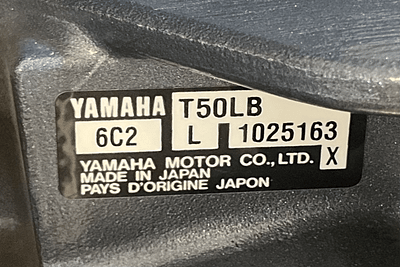 YAMAHA T50LB
6C2 L 1025163
YAMAHA MOTOR CO., LTD. X
MADE IN JAPAN
PAYS D'ORIGINE JAPON